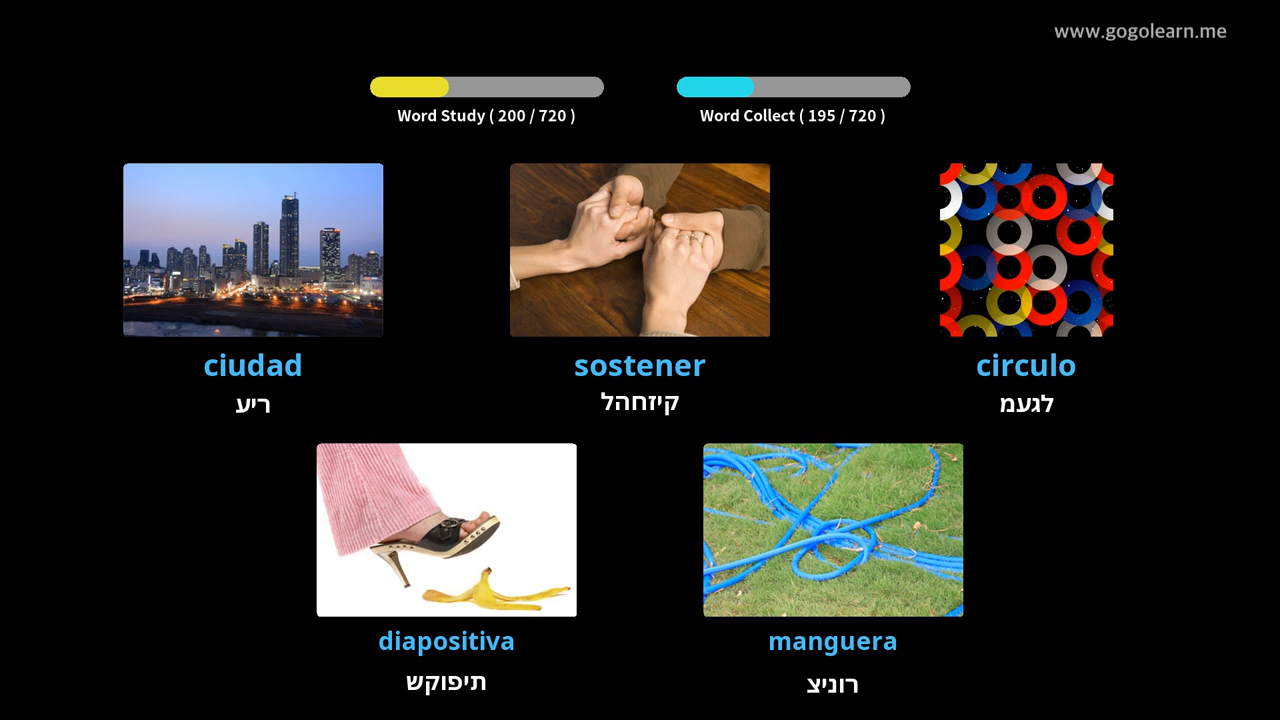 www.gogolearn.me
Word Study ( 200 / 720 )
Word Collect ( 195 / 720 )
ciudad
ריע
sostener
קיזחהל
circulo
לגעמ
diapositiva
תיפוקש
manguera
רוניצ